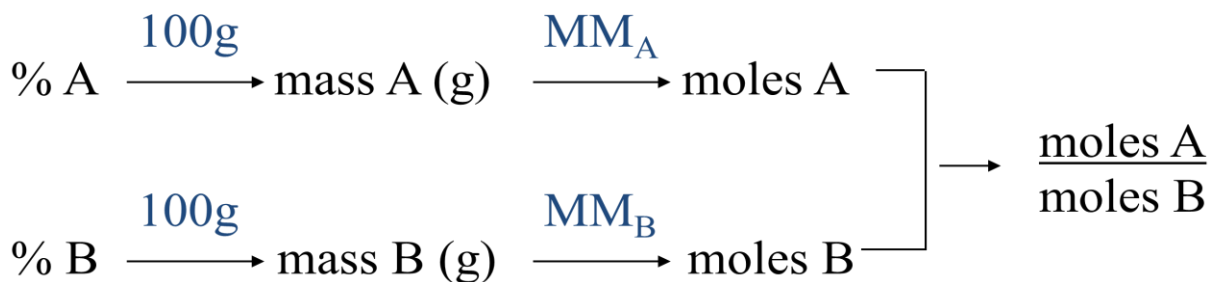 100g MM_A
% A mass A (g) moles A
moles A
moles B
100g MM_B
% B mass B (g) moles B